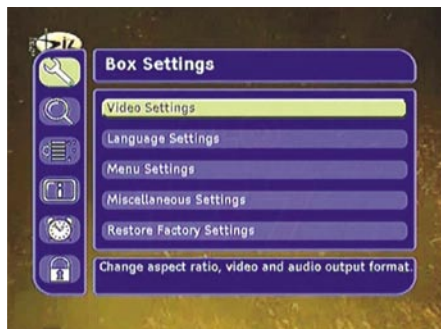 Box Settings
Video Settings
Language Settings
Menu Settings
Miscellaneous Settings
Restore Factory Settings
Change aspect ratio, video and audio output format.